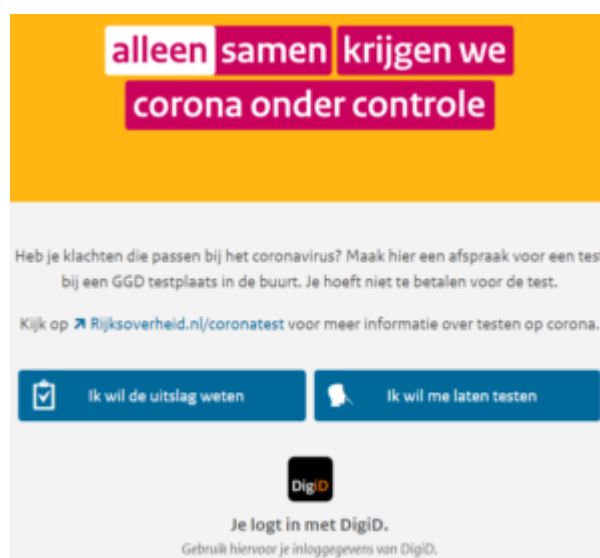 alleen samen krijgen we
corona onder controle
Heb je klachten die passen bij het coronavirus? Maak hier een afspraak voor een test
bij een GGD testplaats in de buurt. Je hoeft niet te betalen voor de test.
Kijk op Rijksoverheid.nl/coronatest voor meer informatie over testen op corona.
Ik wil de uitslag weten
Ik wil me laten testen
DigiD
Je logt in met DigiD.
Gebruik hiervoor je inloggegevens van DigiD.